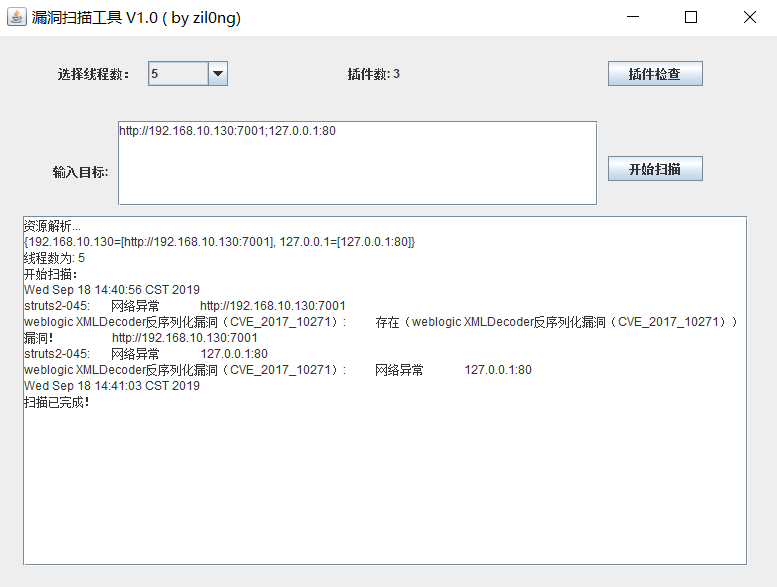 漏洞扫描工具 V1.0 ( by zil0ng)
选择线程数: 5 插件数: 3 插件检查
http://192.168.10.130:7001;127.0.0.1:80
输入目标: 开始扫描
资源解析...
{192.168.10.130=[http://192.168.10.130:7001], 127.0.0.1=[127.0.0.1:80]}
线程数为: 5
开始扫描:
Wed Sep 18 14:40:56 CST 2019
struts2-045: 网络异常 http://192.168.10.130:7001
weblogic XMLDecoder反序列化漏洞（CVE_2017_10271）: 存在（weblogic XMLDecoder反序列化漏洞（CVE_2017_10271））
漏洞! http://192.168.10.130:7001
struts2-045: 网络异常 127.0.0.1:80
weblogic XMLDecoder反序列化漏洞（CVE_2017_10271）: 网络异常 127.0.0.1:80
Wed Sep 18 14:41:03 CST 2019
扫描已完成!